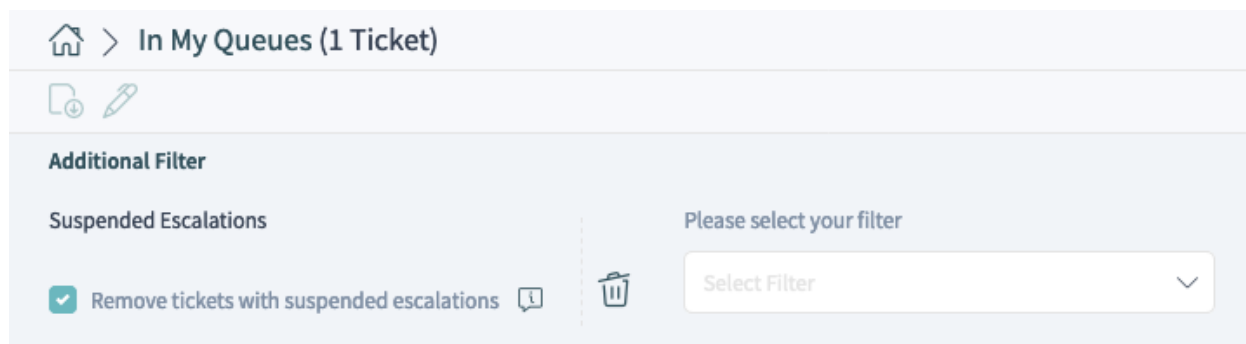 In My Queues (1 Ticket)
Additional Filter
Suspended Escalations
Please select your filter
Remove tickets with suspended escalations
Select Filter